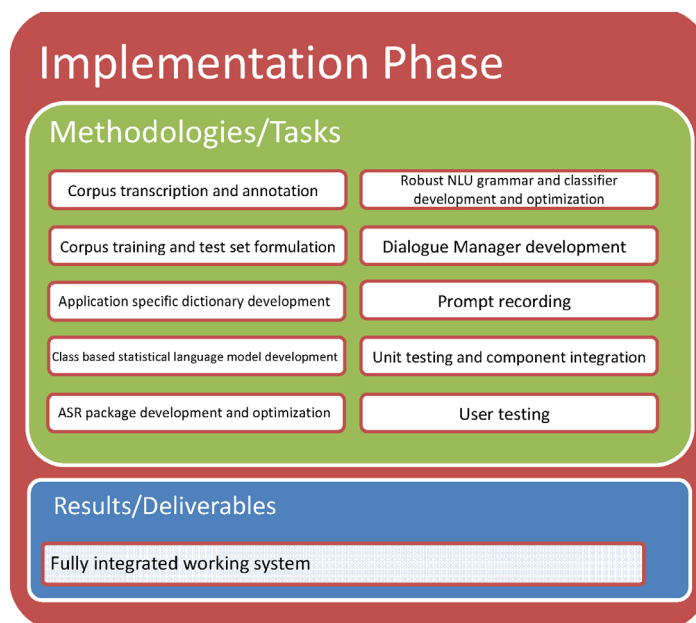 Implementation Phase
Methodologies/Tasks
Corpus transcription and annotation
Corpus training and test set formulation
Application specific dictionary development
Class based statistical language model development
ASR package development and optimization
Robust NLU grammar and classifier
development and optimization
Dialogue Manager development
Prompt recording
Unit testing and component integration
User testing
Results/Deliverables
Fully integrated working system